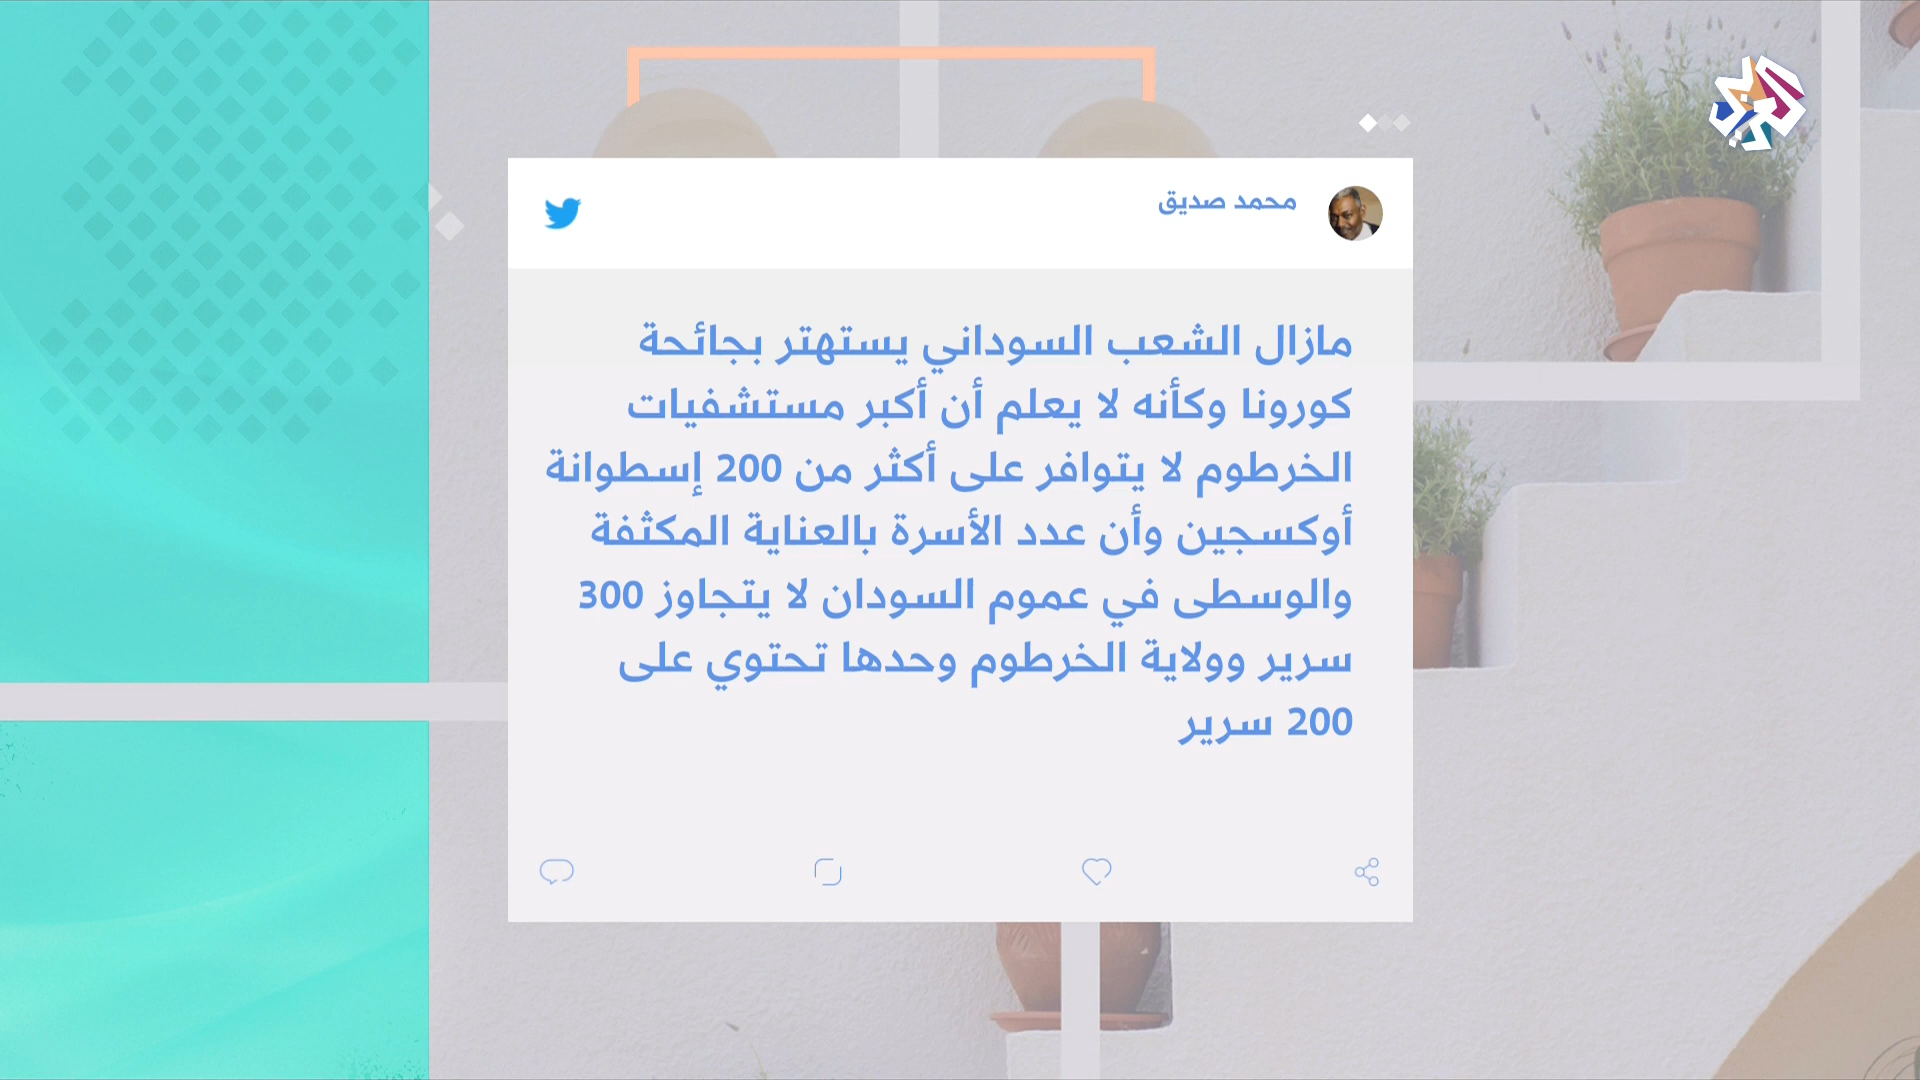 محمد صديق
مازال الشعب السوداني يستهتر بجائحة
كورونا وكأنه لا يعلم أن أكبر مستشفيات
الخرطوم لا يتوافر على أكثر من 200 إسطوانة
أوكسجين وأن عدد الأسرة بالعناية المكثفة
والوسطى في عموم السودان لا يتجاوز 300
سرير وولاية الخرطوم وحدها تحتوي على
200 سرير